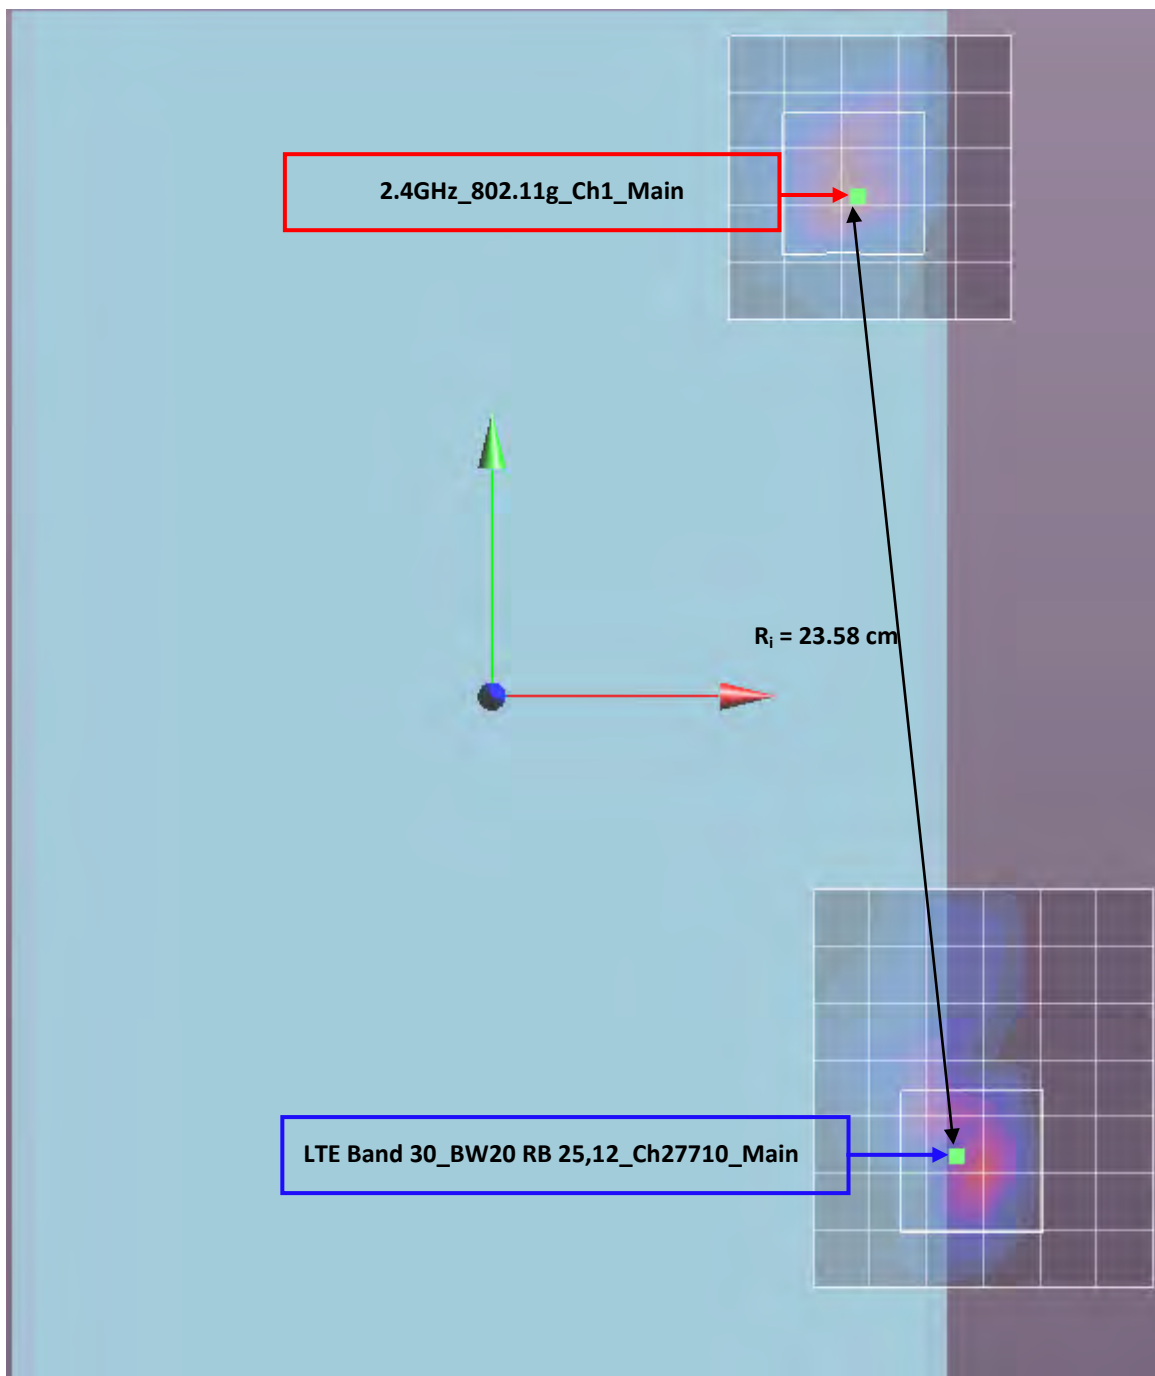 2.4GHz_802.11g_Ch1_Main
Rᵢ = 23.58 cm
LTE Band 30_BW20 RB 25,12_Ch27710_Main